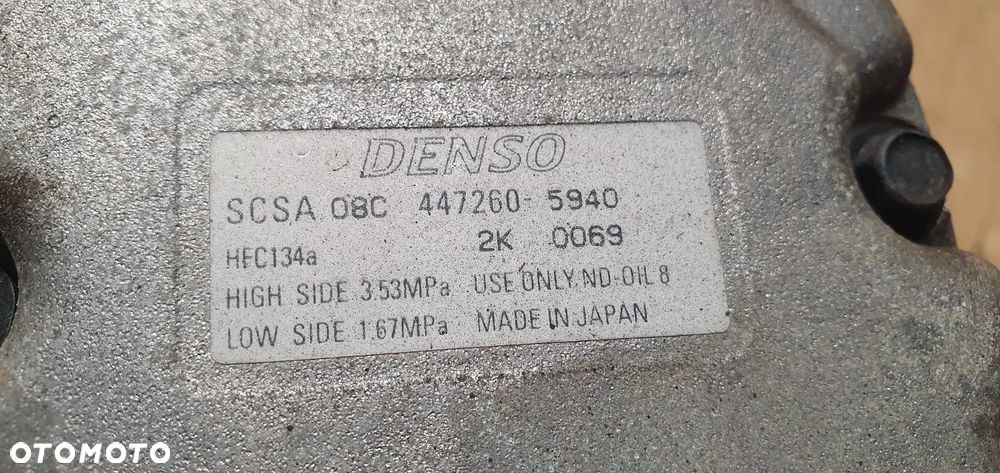 DENSO
SCSA 08C 447260-5940
HFC134a 2K 0069
HIGH SIDE 3.53MPa USE ONLY ND-OIL 8
LOW SIDE 1.67MPa MADE IN JAPAN
OTOMOTO